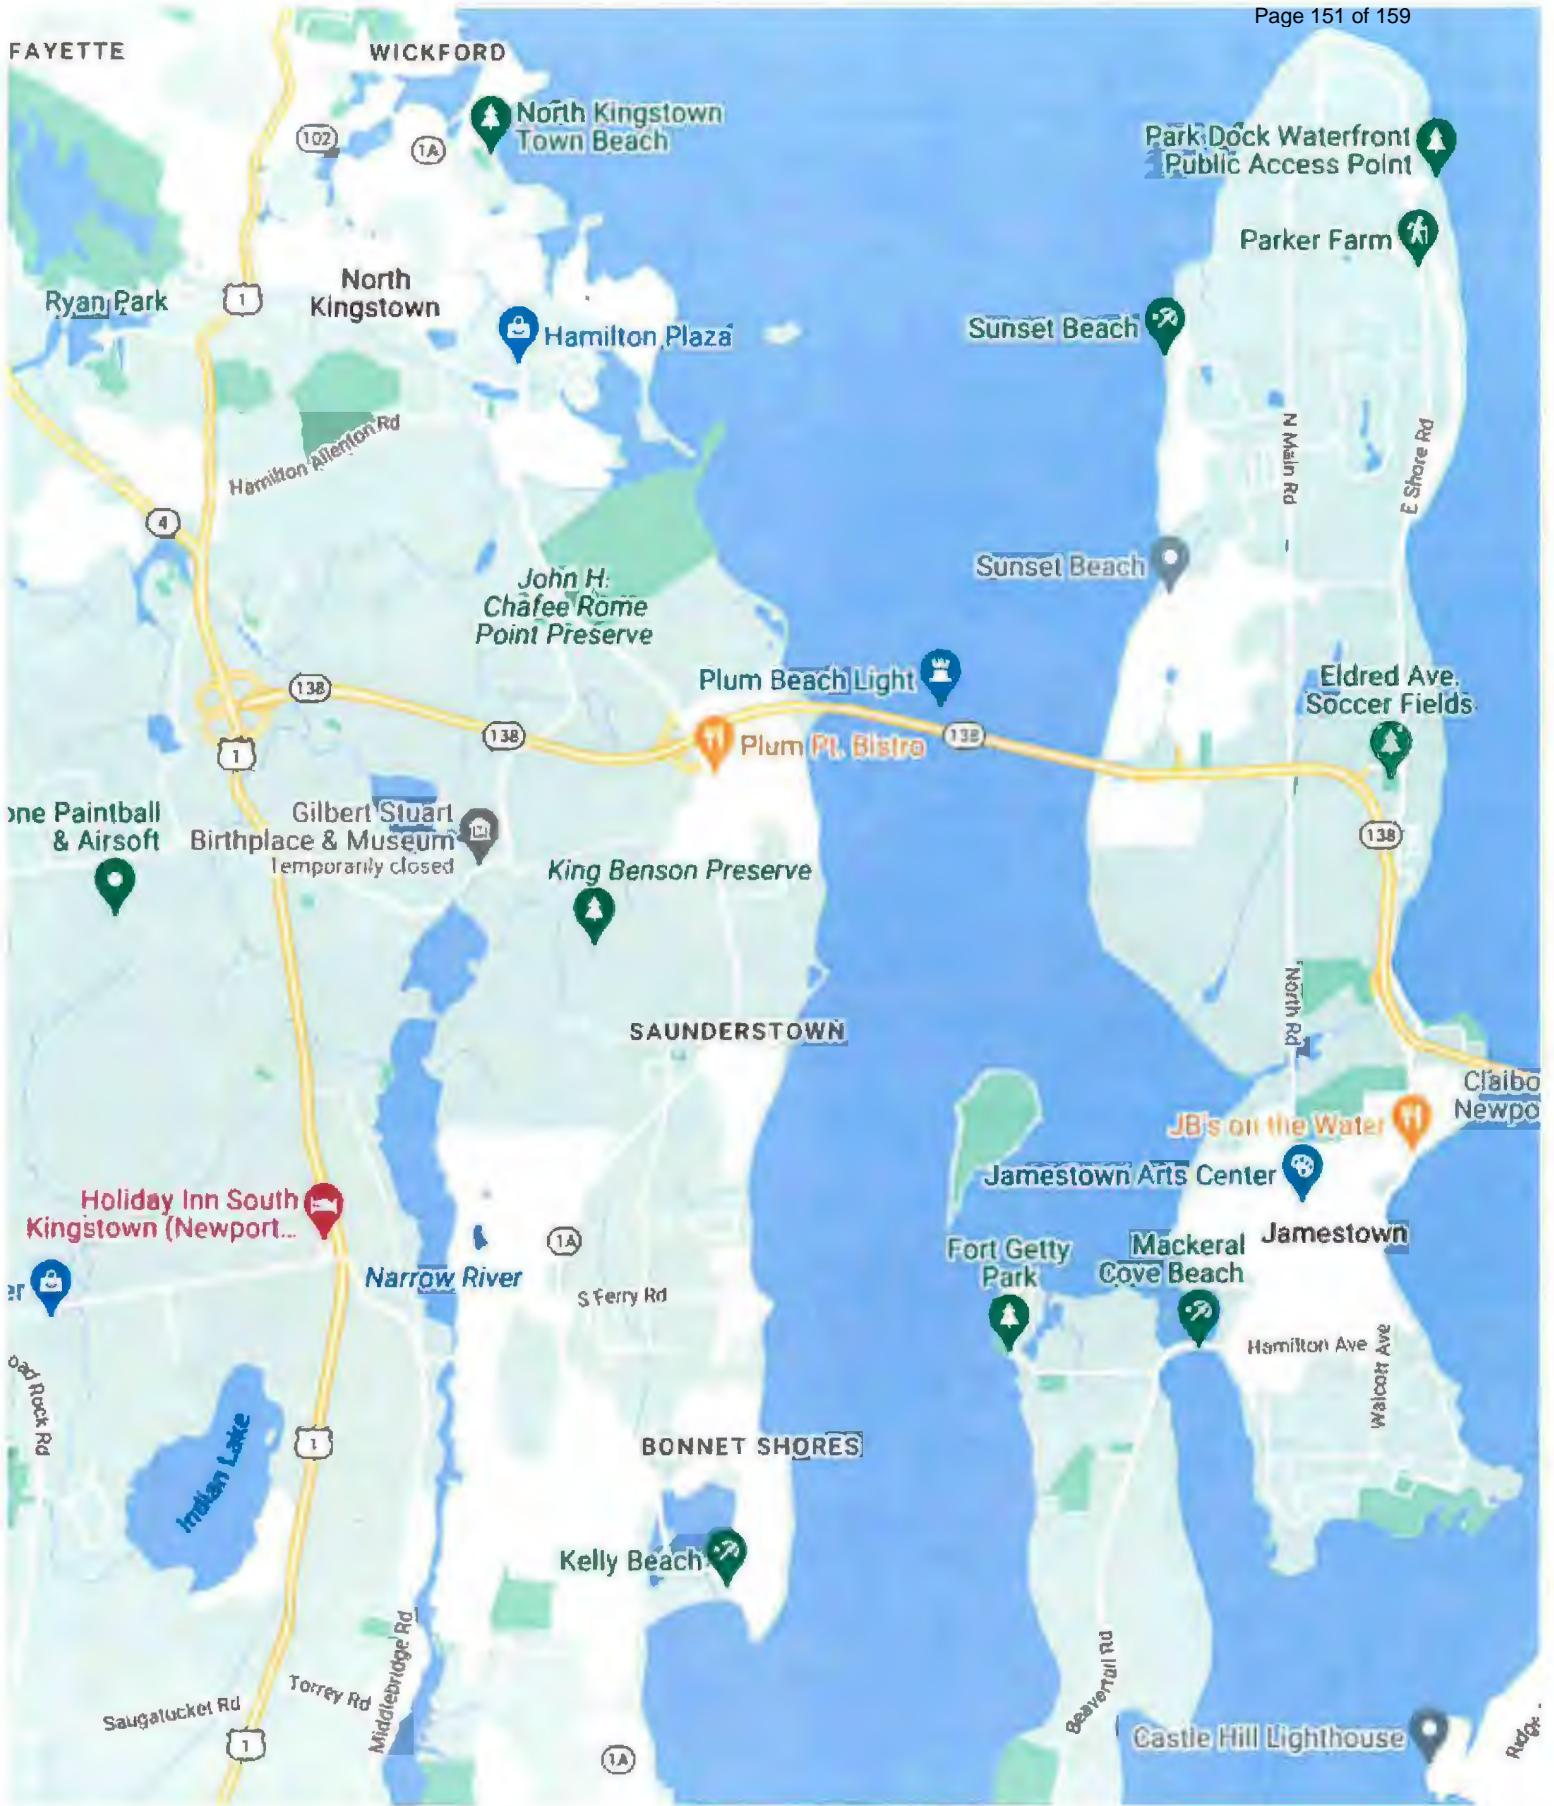 Page 151 of 159
FAYETTE
WICKFORD
North Kingstown
Town Beach
102
1A
Park Dock Waterfront
Public Access Point
Parker Farm
Ryan Park
1
North
Kingstown
Hamilton Plaza
Sunset Beach
Hamilton Allenton Rd
N Main Rd
E Shore Rd
4
John H.
Chafee Rome
Point Preserve
Sunset Beach
138
Plum Beach Light
Eldred Ave.
Soccer Fields
138
Plum Pt. Bistro
138
1
one Paintball
& Airsoft
Gilbert Stuart
Birthplace & Museum
Temporarily closed
138
King Benson Preserve
North Rd
SAUNDERSTOWN
Claibo
Newpo
JB's on the Water
Jamestown Arts Center
Holiday Inn South
Kingstown (Newport...
1A
Jamestown
Fort Getty
Park
Mackeral
Cove Beach
er
Narrow River
S Ferry Rd
Hamilton Ave
Walcott Ave
oad Rock Rd
Indian Lake
1
BONNET SHORES
Kelly Beach
Saugatucket Rd
Torrey Rd
Middlebridge Rd
Beavertail Rd
1
1A
Castle Hill Lighthouse
Ridge